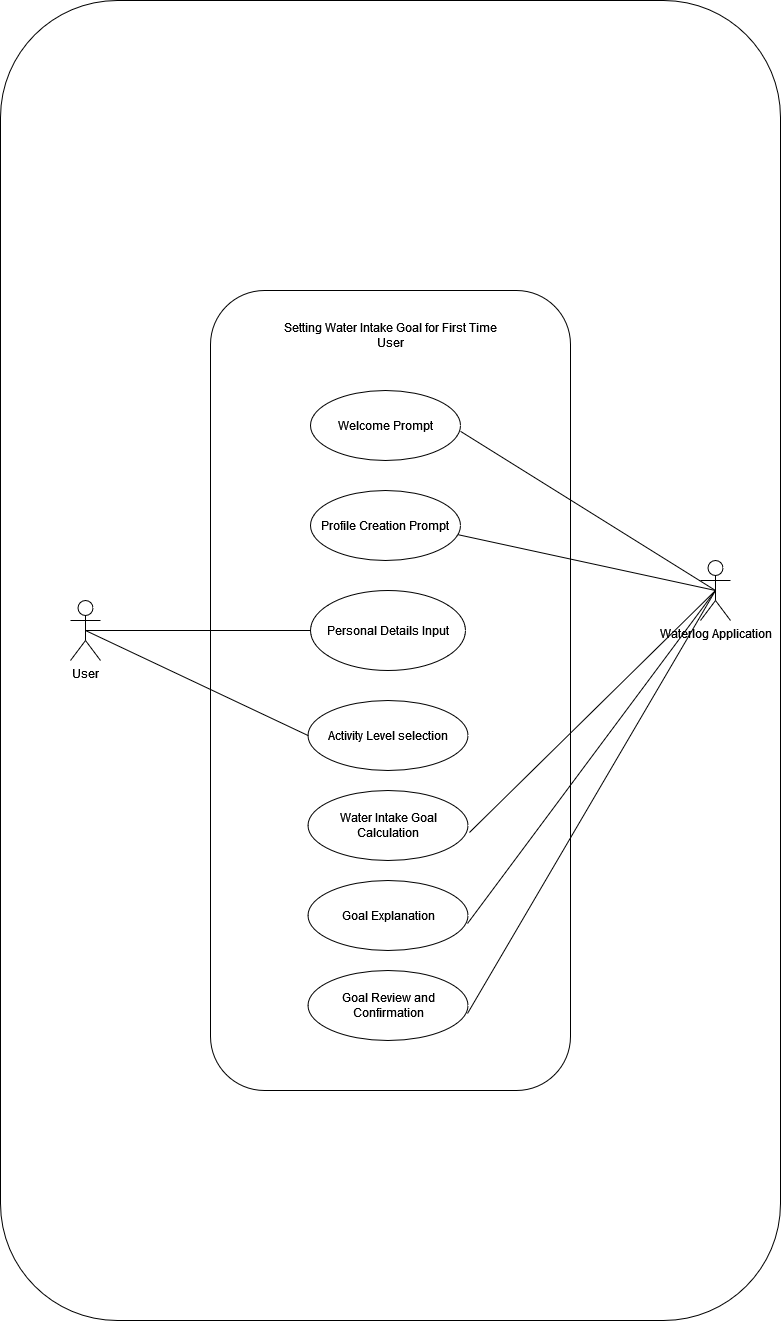 Setting Water Intake Goal for First Time
User
Welcome Prompt
Profile Creation Prompt
Personal Details Input
User
Waterlog Application
Activity Level selection
Water Intake Goal
Calculation
Goal Explanation
Goal Review and
Confirmation